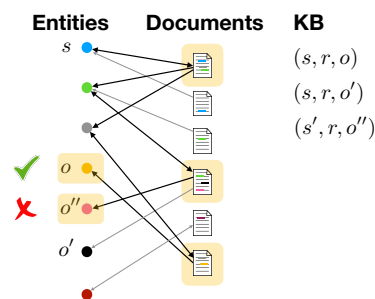 Entities Documents KB
s
(s, r, o)
(s, r, o')
(s', r, o'')
o
o''
o'